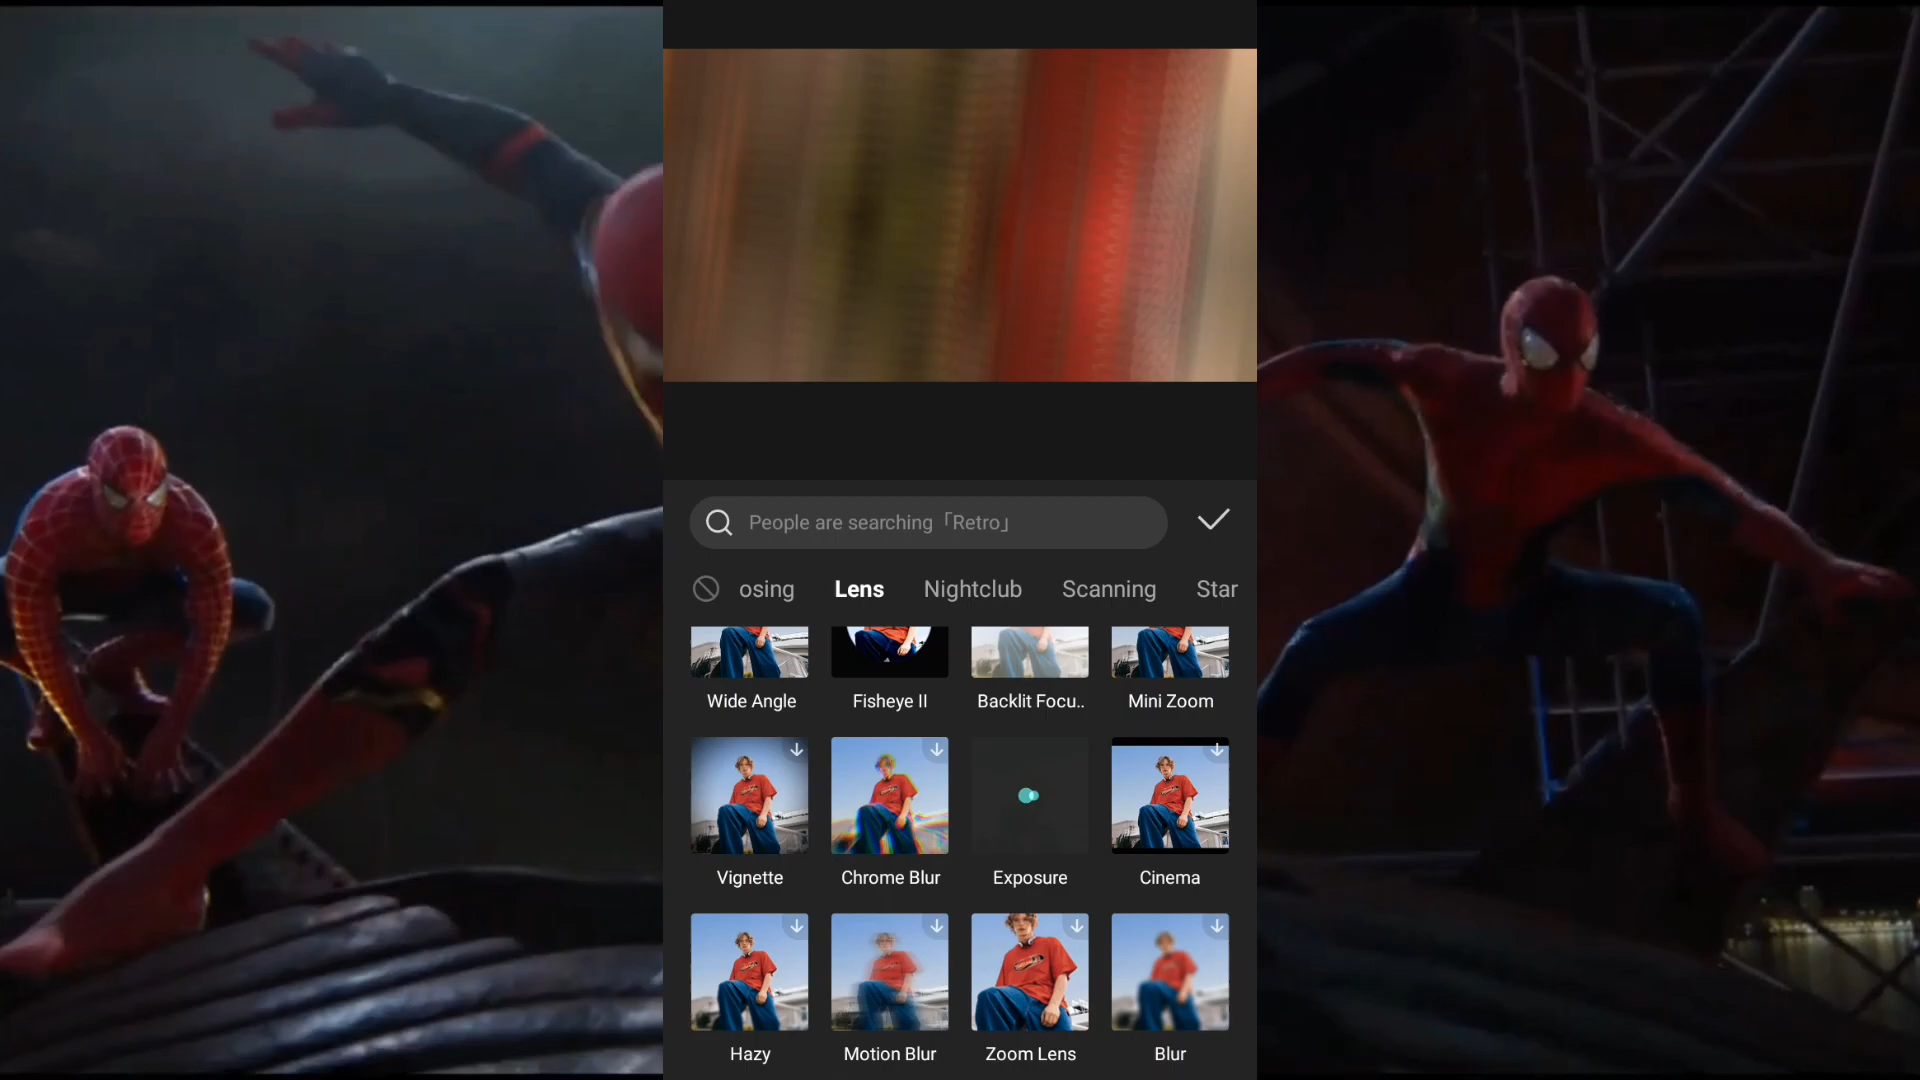 People are searching「Retro」
osing Lens Nightclub Scanning Star
Wide Angle Fisheye II Backlit Focu.. Mini Zoom
Vignette Chrome Blur Exposure Cinema
Hazy Motion Blur Zoom Lens Blur